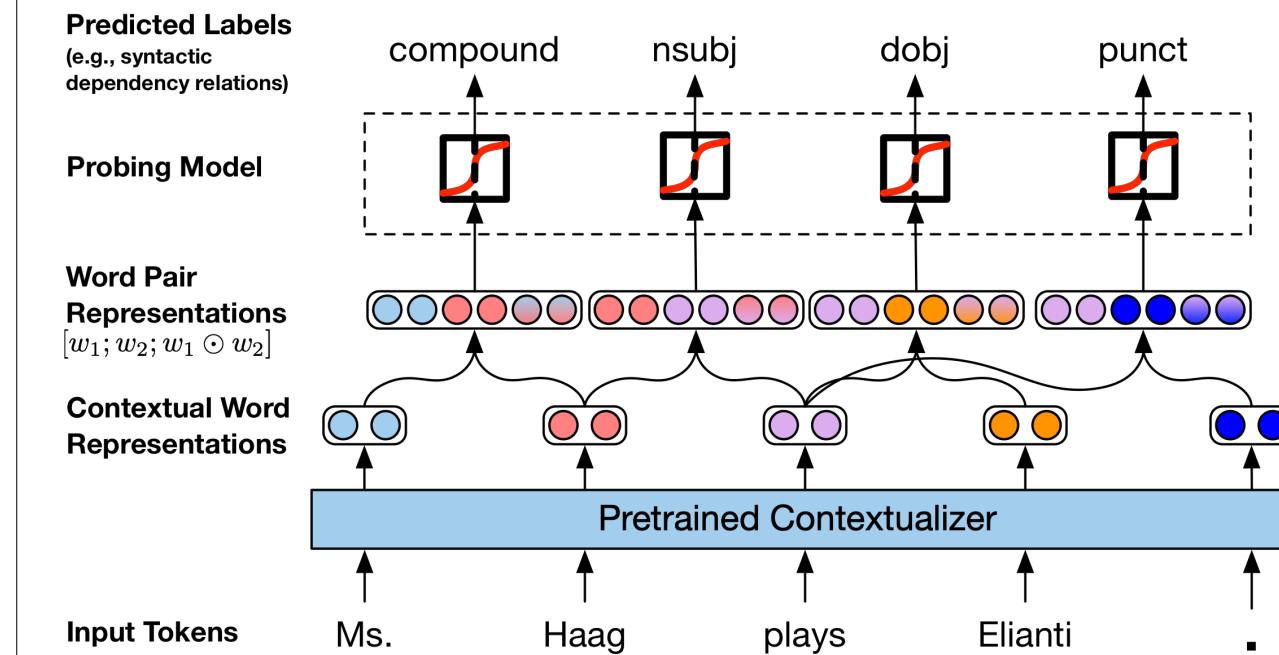 Predicted Labels
(e.g., syntactic
dependency relations)
compound nsubj dobj punct
Probing Model
Word Pair
Representations
[w₁; w₂; w₁ ⊙ w₂]
Contextual Word
Representations
Pretrained Contextualizer
Input Tokens Ms. Haag plays Elianti .